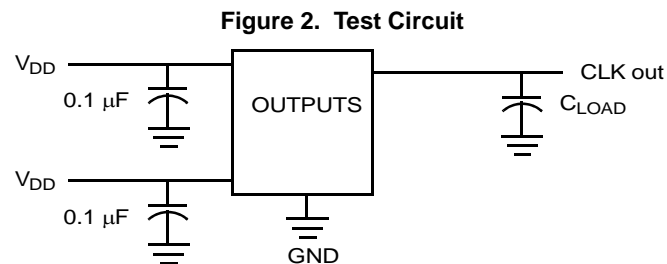 Figure 2. Test Circuit
VDD
0.1 μF
OUTPUTS
CLK out
CLOAD
VDD
0.1 μF
GND